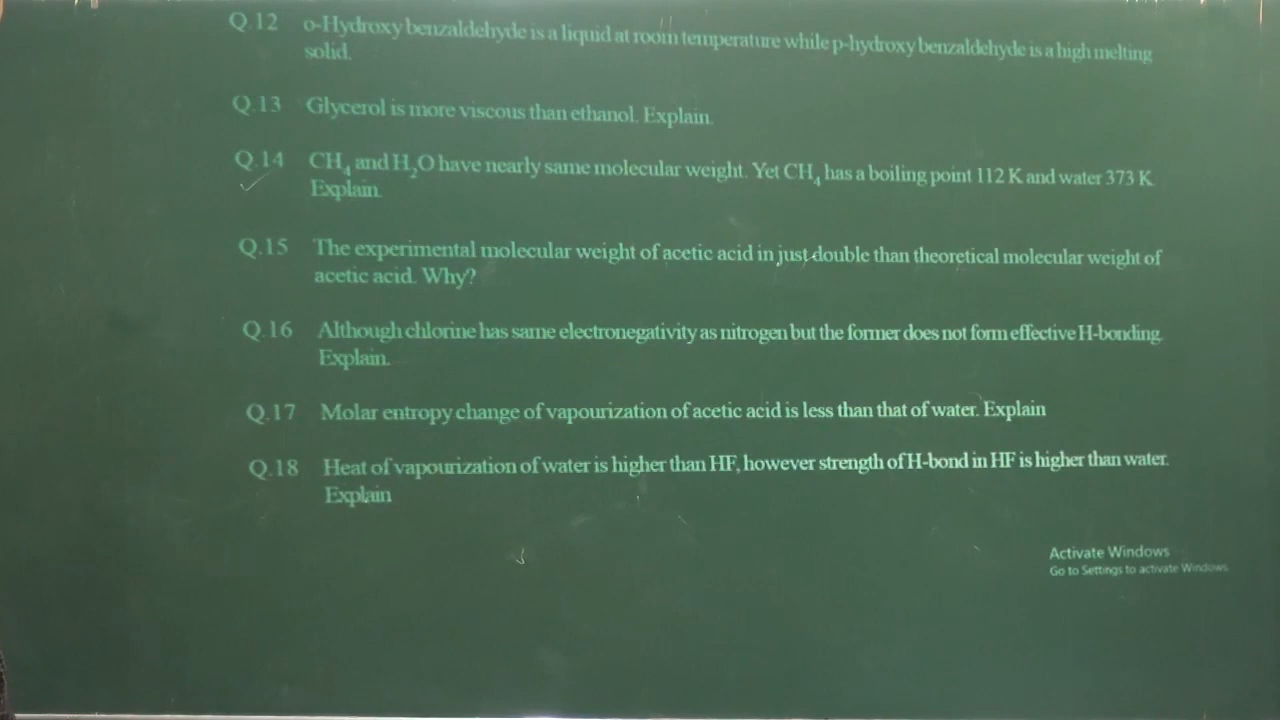 Q.12 o-Hydroxy benzaldehyde is a liquid at room temperature while p-hydroxy benzaldehyde is a high melting
solid.
Q.13 Glycerol is more viscous than ethanol. Explain.
Q.14 CH₄ and H₂O have nearly same molecular weight. Yet CH₄ has a boiling point 112 K and water 373 K.
Explain.
Q.15 The experimental molecular weight of acetic acid in just double than theoretical molecular weight of
acetic acid. Why?
Q.16 Although chlorine has same electronegativity as nitrogen but the former does not form effective H-bonding.
Explain.
Q.17 Molar entropy change of vapourization of acetic acid is less than that of water. Explain
Q.18 Heat of vapourization of water is higher than HF, however strength of H-bond in HF is higher than water.
Explain
Activate Windows
Go to Settings to activate Windows.